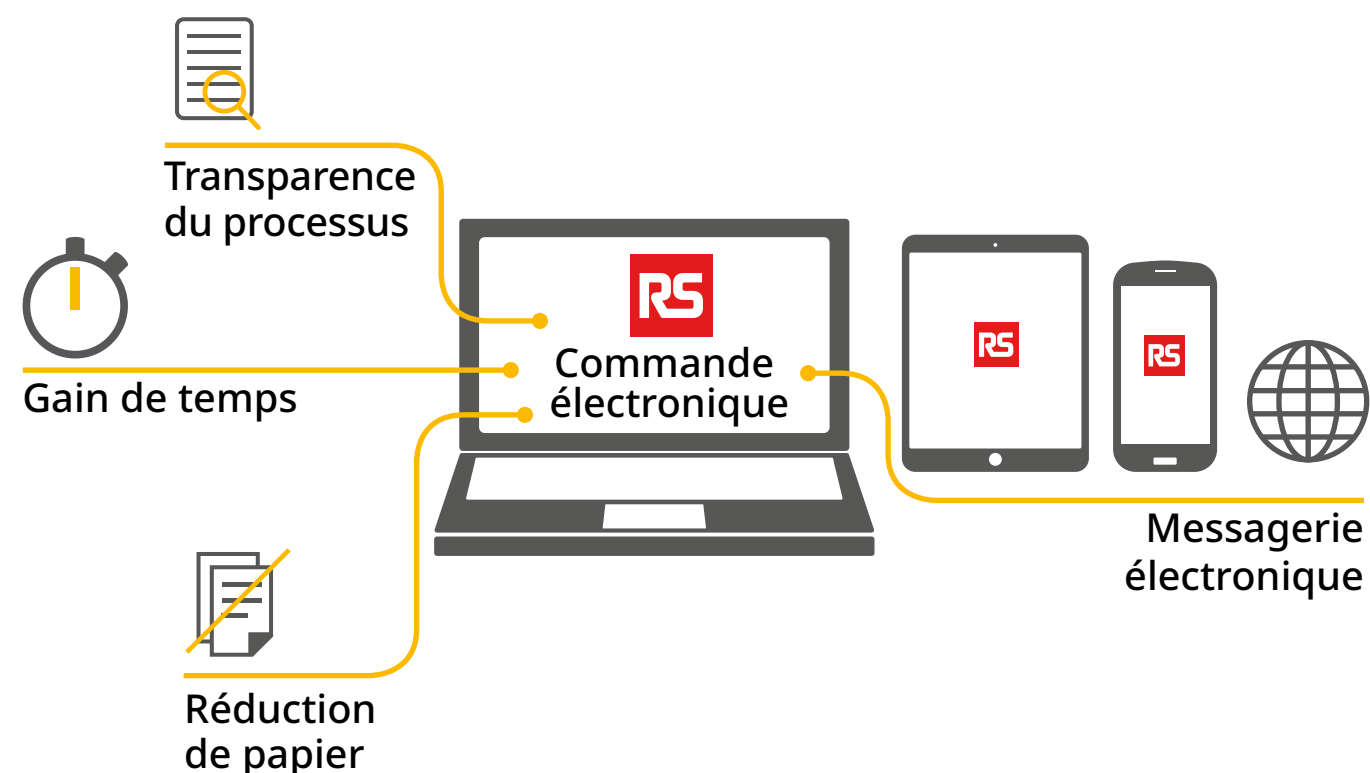 Transparence
du processus
Gain de temps
RS
Commande
électronique
RS
RS
Messagerie
électronique
Réduction
de papier